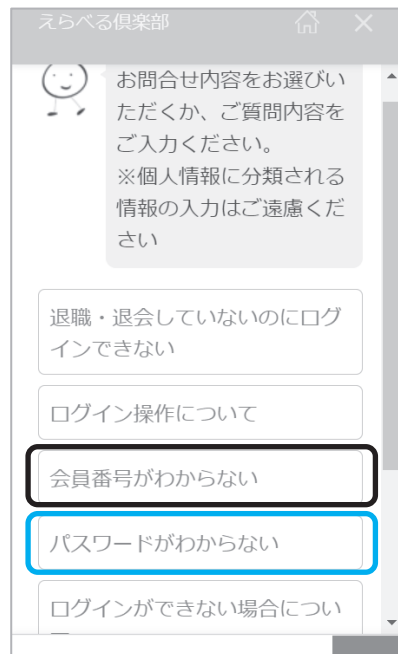 えらべる倶楽部
お問合せ内容をお選びい
ただくか、ご質問内容を
ご入力ください。
※個人情報に分類される
情報の入力はご遠慮くだ
さい
退職・退会していないのにログ
インできない
ログイン操作について
会員番号がわからない
パスワードがわからない
ログインができない場合につい